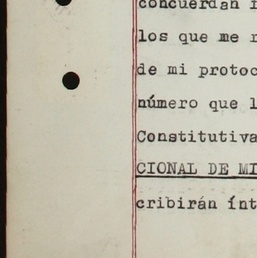 concuerdan f
los que me r
de mi protoc
número que l
Constitutiva
CIONAL DE MI
cribirán ínt